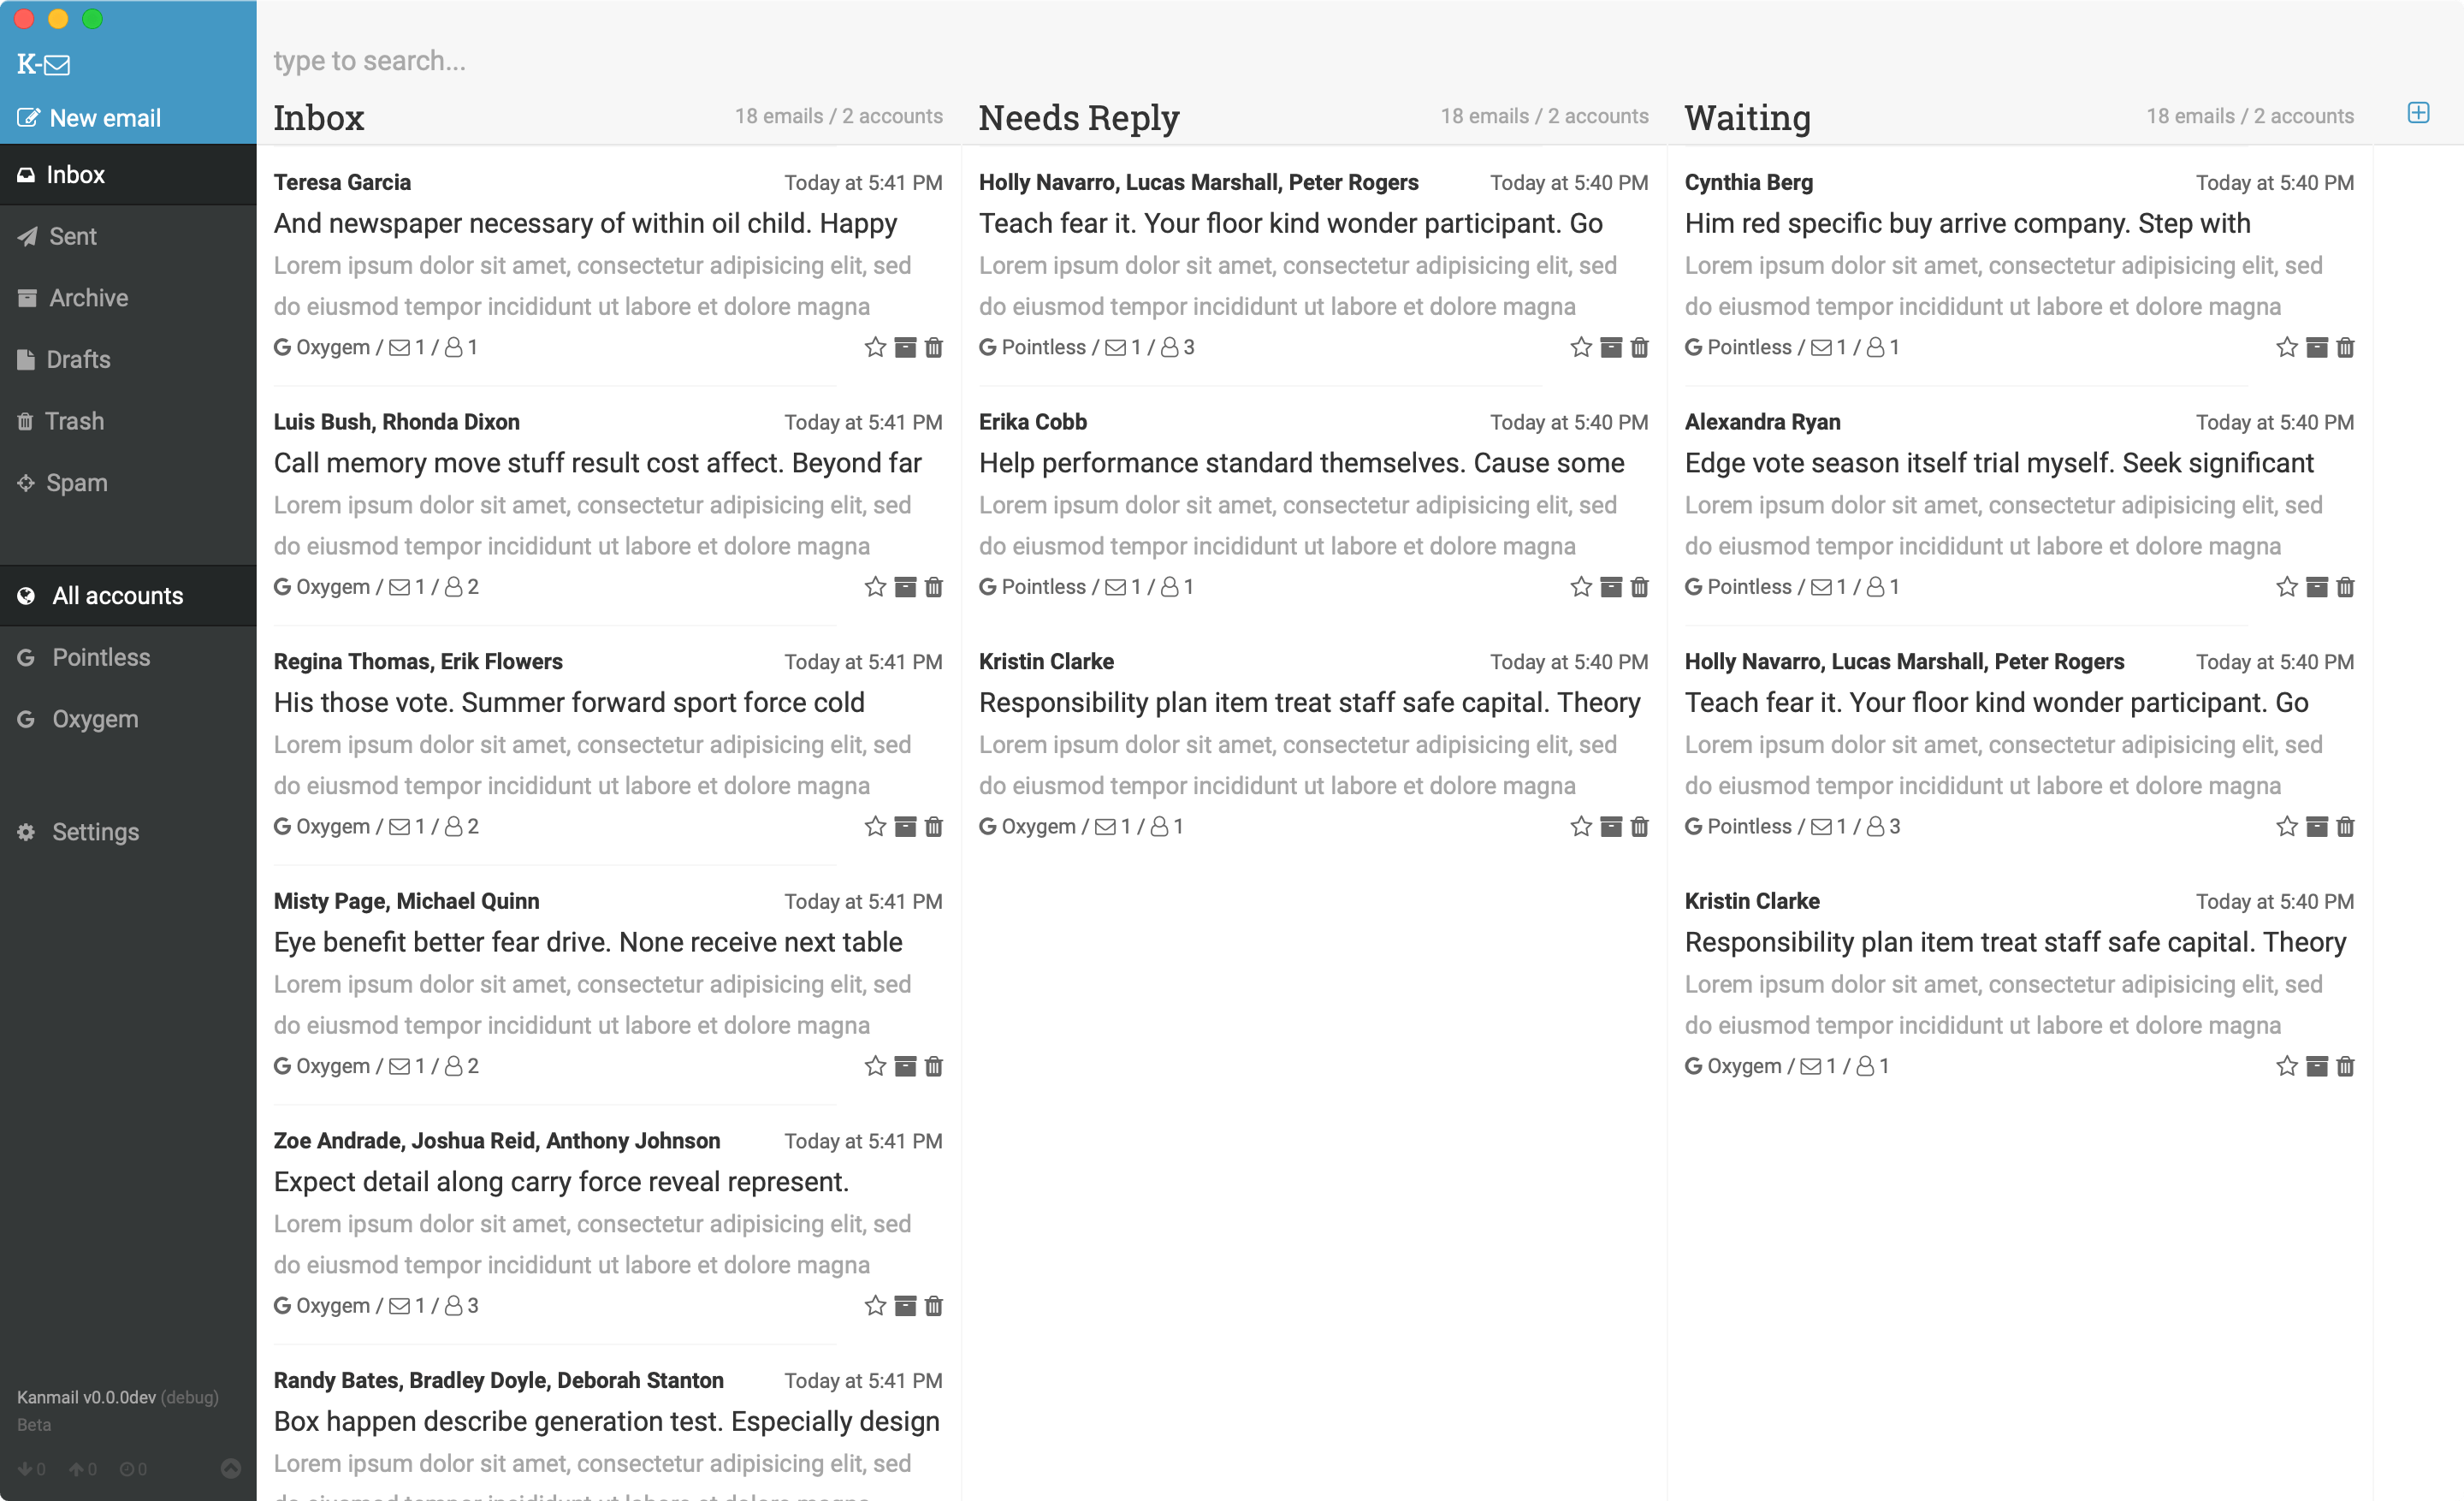 K-
New email
Inbox
Sent
Archive
Drafts
Trash
Spam
All accounts
Pointless
Oxygem
Settings
Kanmail v0.0.0dev (debug)
Beta
0 0 0
type to search...
Inbox 18 emails / 2 accounts
Teresa Garcia Today at 5:41 PM
And newspaper necessary of within oil child. Happy
Lorem ipsum dolor sit amet, consectetur adipisicing elit, sed
do eiusmod tempor incididunt ut labore et dolore magna
G Oxygem / 1 / 1
Luis Bush, Rhonda Dixon Today at 5:41 PM
Call memory move stuff result cost affect. Beyond far
Lorem ipsum dolor sit amet, consectetur adipisicing elit, sed
do eiusmod tempor incididunt ut labore et dolore magna
G Oxygem / 1 / 2
Regina Thomas, Erik Flowers Today at 5:41 PM
His those vote. Summer forward sport force cold
Lorem ipsum dolor sit amet, consectetur adipisicing elit, sed
do eiusmod tempor incididunt ut labore et dolore magna
G Oxygem / 1 / 2
Misty Page, Michael Quinn Today at 5:41 PM
Eye benefit better fear drive. None receive next table
Lorem ipsum dolor sit amet, consectetur adipisicing elit, sed
do eiusmod tempor incididunt ut labore et dolore magna
G Oxygem / 1 / 2
Zoe Andrade, Joshua Reid, Anthony Johnson Today at 5:41 PM
Expect detail along carry force reveal represent.
Lorem ipsum dolor sit amet, consectetur adipisicing elit, sed
do eiusmod tempor incididunt ut labore et dolore magna
G Oxygem / 1 / 3
Randy Bates, Bradley Doyle, Deborah Stanton Today at 5:41 PM
Box happen describe generation test. Especially design
Lorem ipsum dolor sit amet, consectetur adipisicing elit, sed
Needs Reply 18 emails / 2 accounts
Holly Navarro, Lucas Marshall, Peter Rogers Today at 5:40 PM
Teach fear it. Your floor kind wonder participant. Go
Lorem ipsum dolor sit amet, consectetur adipisicing elit, sed
do eiusmod tempor incididunt ut labore et dolore magna
G Pointless / 1 / 3
Erika Cobb Today at 5:40 PM
Help performance standard themselves. Cause some
Lorem ipsum dolor sit amet, consectetur adipisicing elit, sed
do eiusmod tempor incididunt ut labore et dolore magna
G Pointless / 1 / 1
Kristin Clarke Today at 5:40 PM
Responsibility plan item treat staff safe capital. Theory
Lorem ipsum dolor sit amet, consectetur adipisicing elit, sed
do eiusmod tempor incididunt ut labore et dolore magna
G Oxygem / 1 / 1
Waiting 18 emails / 2 accounts
Cynthia Berg Today at 5:40 PM
Him red specific buy arrive company. Step with
Lorem ipsum dolor sit amet, consectetur adipisicing elit, sed
do eiusmod tempor incididunt ut labore et dolore magna
G Pointless / 1 / 1
Alexandra Ryan Today at 5:40 PM
Edge vote season itself trial myself. Seek significant
Lorem ipsum dolor sit amet, consectetur adipisicing elit, sed
do eiusmod tempor incididunt ut labore et dolore magna
G Pointless / 1 / 1
Holly Navarro, Lucas Marshall, Peter Rogers Today at 5:40 PM
Teach fear it. Your floor kind wonder participant. Go
Lorem ipsum dolor sit amet, consectetur adipisicing elit, sed
do eiusmod tempor incididunt ut labore et dolore magna
G Pointless / 1 / 3
Kristin Clarke Today at 5:40 PM
Responsibility plan item treat staff safe capital. Theory
Lorem ipsum dolor sit amet, consectetur adipisicing elit, sed
do eiusmod tempor incididunt ut labore et dolore magna
G Oxygem / 1 / 1